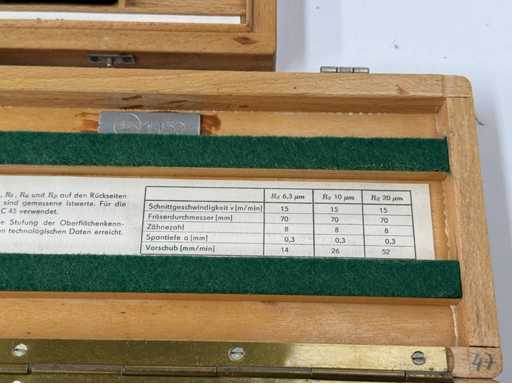 , Rz, Rt und Rp auf den Rückseiten
sind gemessene Istwerte. Für die
C 45 verwendet.
e Stufung der Oberflächenkenn-
en technologischen Daten erreicht.
Rz 6,3 µm Rz 10 µm Rz 20 µm
Schnittgeschwindigkeit v [m/min] 15 15 15
Fräserdurchmesser [mm] 70 70 70
Zähnezahl 8 8 8
Spantiefe a [mm] 0,3 0,3 0,3
Vorschub [mm/min] 14 26 52
47